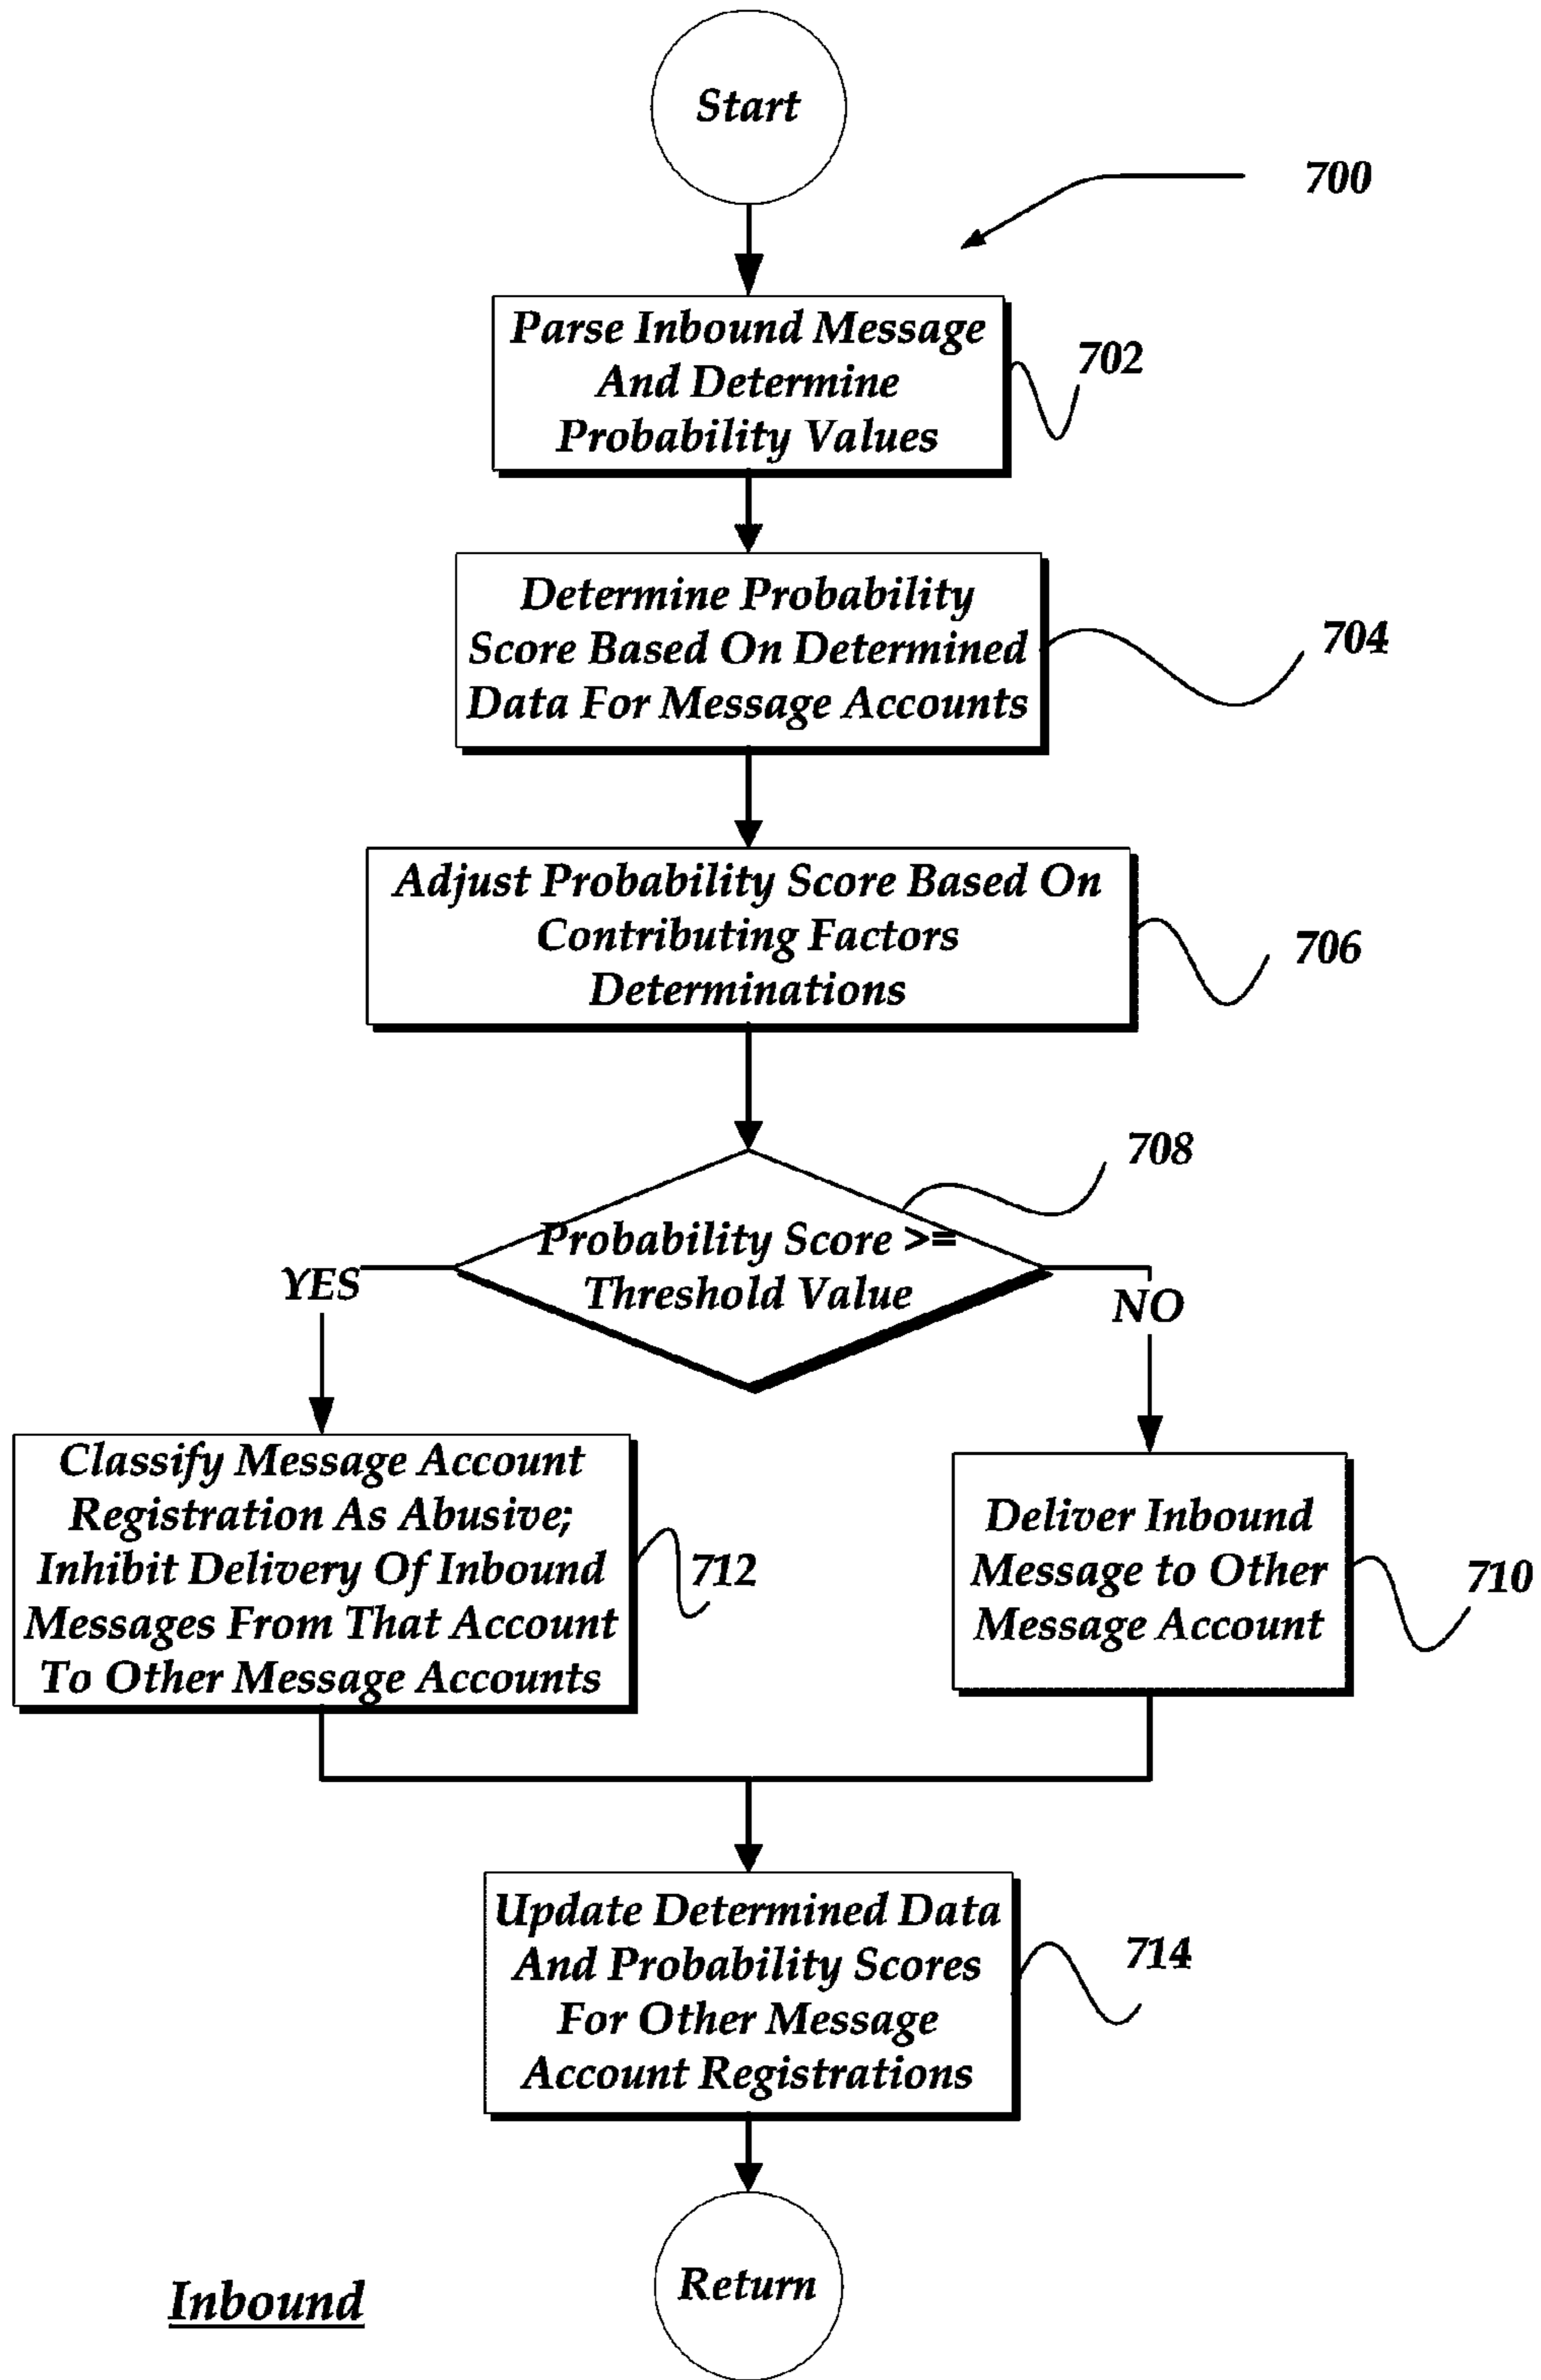 Start
700
Parse Inbound Message
And Determine
Probability Values
702
Determine Probability
Score Based On Determined
Data For Message Accounts
704
Adjust Probability Score Based On
Contributing Factors
Determinations
706
708
Probability Score >=
Threshold Value
YES
NO
Classify Message Account
Registration As Abusive;
Inhibit Delivery Of Inbound
Messages From That Account
To Other Message Accounts
712
Deliver Inbound
Message to Other
Message Account
710
Update Determined Data
And Probability Scores
For Other Message
Account Registrations
714
Return
Inbound